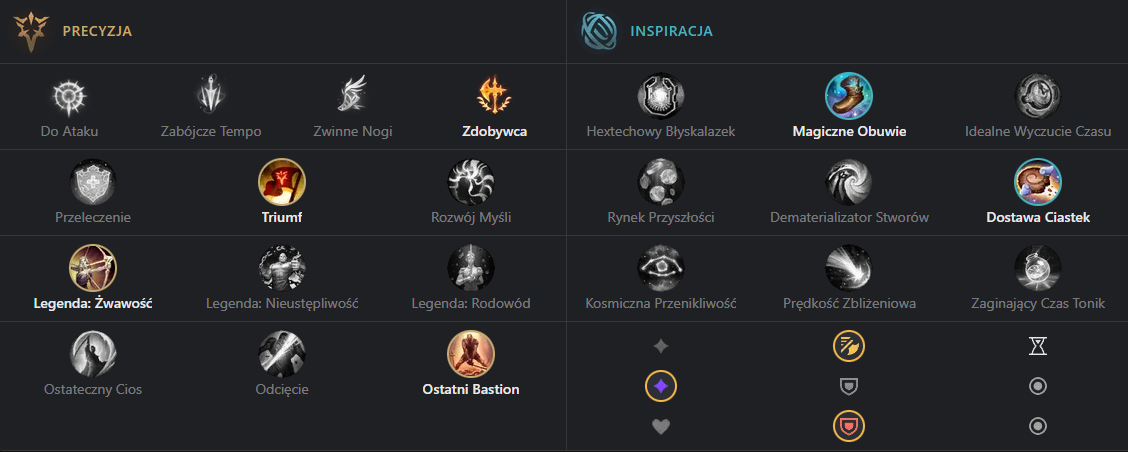 PRECYZJA
INSPIRACJA
Do Ataku
Zabójcze Tempo
Zwinne Nogi
Zdobywca
Hextechowy Błyskalazek
Magiczne Obuwie
Idealne Wyczucie Czasu
Przeleczenie
Triumf
Rozwój Myśli
Rynek Przyszłości
Dematerializator Stworów
Dostawa Ciastek
Legenda: Żwawość
Legenda: Nieustępliwość
Legenda: Rodowód
Kosmiczna Przenikliwość
Prędkość Zbliżeniowa
Zaginający Czas Tonik
Ostateczny Cios
Odcięcie
Ostatni Bastion